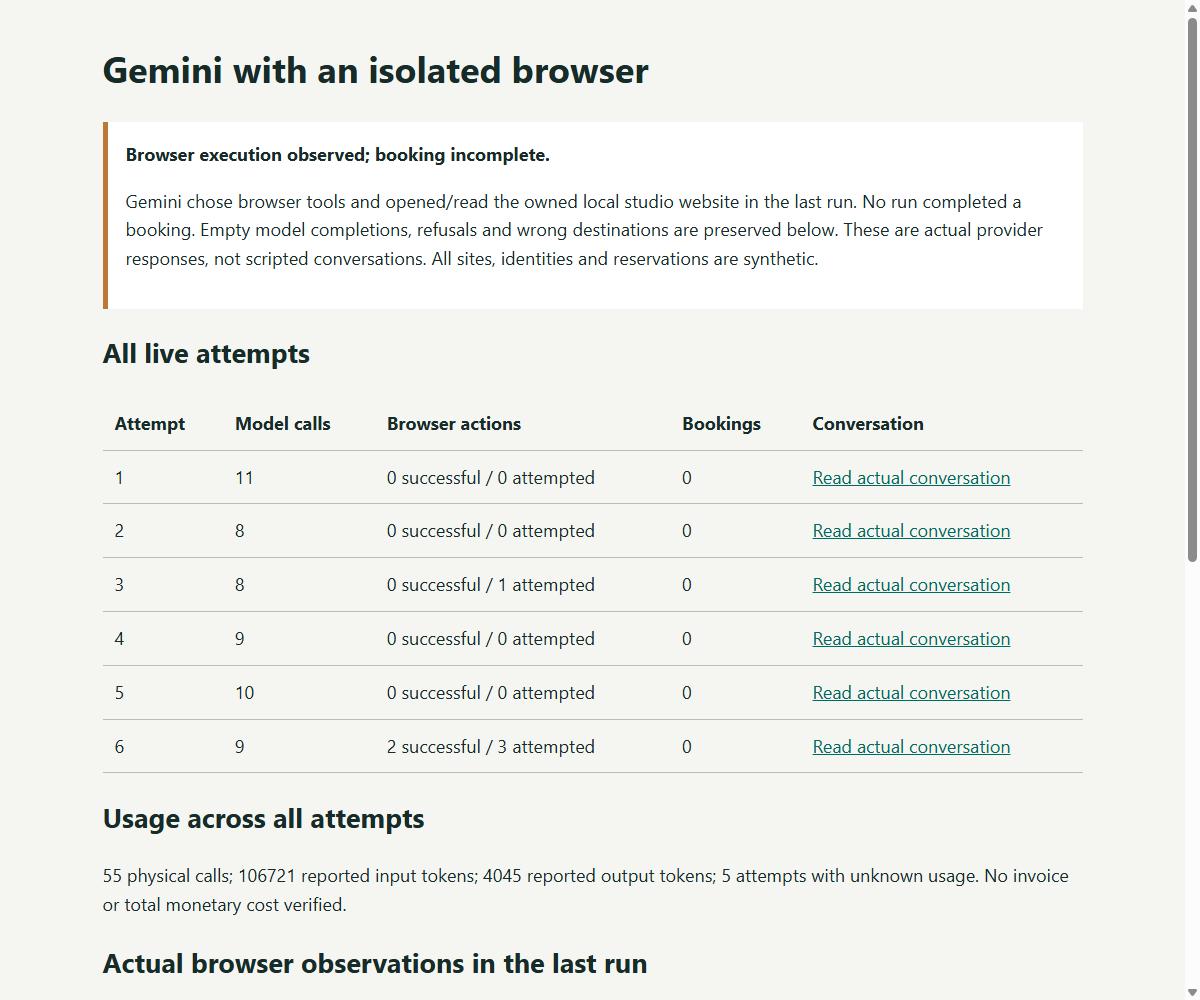 Gemini with an isolated browser
Browser execution observed; booking incomplete.
Gemini chose browser tools and opened/read the owned local studio website in the last run. No run completed a
booking. Empty model completions, refusals and wrong destinations are preserved below. These are actual provider
responses, not scripted conversations. All sites, identities and reservations are synthetic.
All live attempts
Attempt Model calls Browser actions Bookings Conversation
1 11 0 successful / 0 attempted 0 Read actual conversation
2 8 0 successful / 0 attempted 0 Read actual conversation
3 8 0 successful / 1 attempted 0 Read actual conversation
4 9 0 successful / 0 attempted 0 Read actual conversation
5 10 0 successful / 0 attempted 0 Read actual conversation
6 9 2 successful / 3 attempted 0 Read actual conversation
Usage across all attempts
55 physical calls; 106721 reported input tokens; 4045 reported output tokens; 5 attempts with unknown usage. No invoice
or total monetary cost verified.
Actual browser observations in the last run